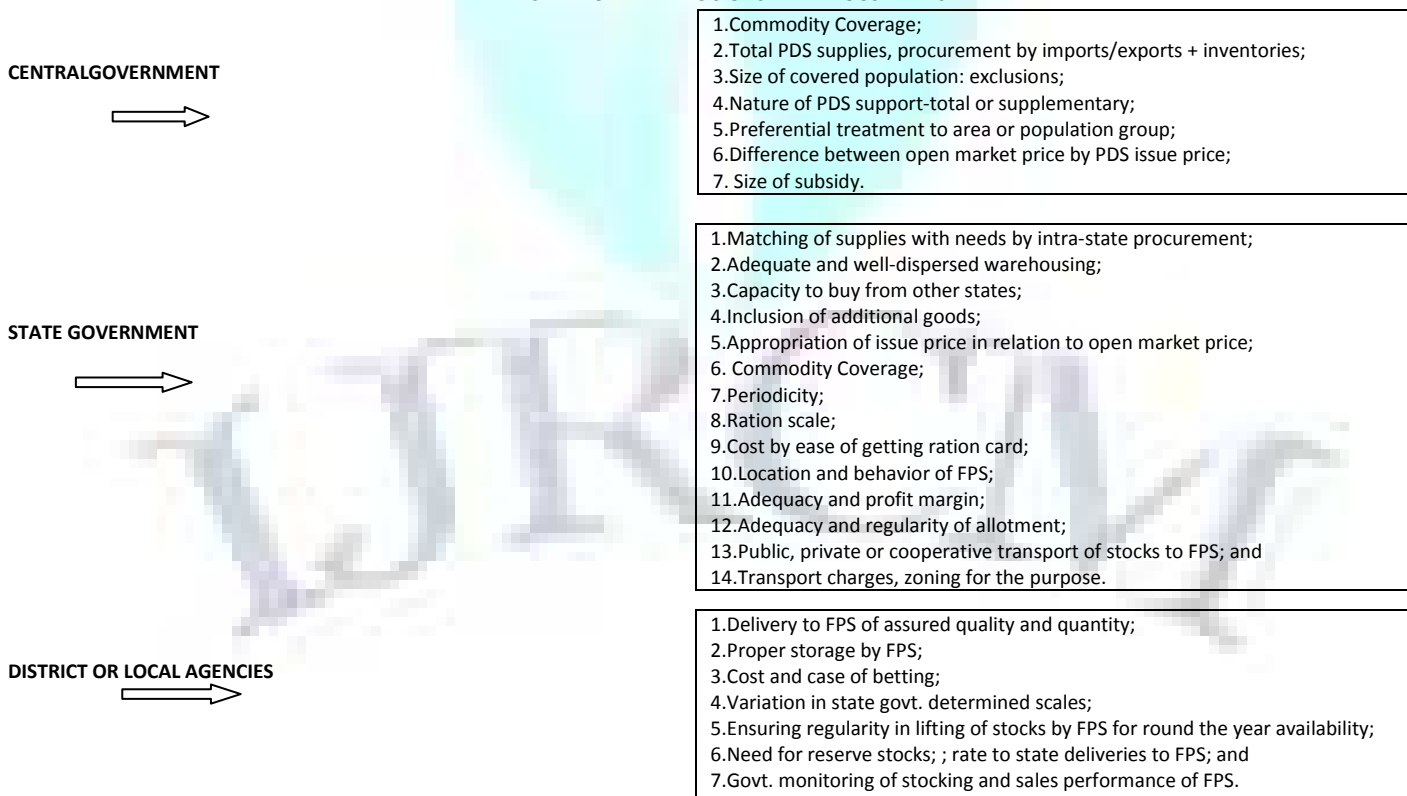 CENTRALGOVERNMENT
1.Commodity Coverage;
2.Total PDS supplies, procurement by imports/exports + inventories;
3.Size of covered population: exclusions;
4.Nature of PDS support-total or supplementary;
5.Preferential treatment to area or population group;
6.Difference between open market price by PDS issue price;
7. Size of subsidy.
STATE GOVERNMENT
1.Matching of supplies with needs by intra-state procurement;
2.Adequate and well-dispersed warehousing;
3.Capacity to buy from other states;
4.Inclusion of additional goods;
5.Appropriation of issue price in relation to open market price;
6. Commodity Coverage;
7.Periodicity;
8.Ration scale;
9.Cost by ease of getting ration card;
10.Location and behavior of FPS;
11.Adequacy and profit margin;
12.Adequacy and regularity of allotment;
13.Public, private or cooperative transport of stocks to FPS; and
14.Transport charges, zoning for the purpose.
DISTRICT OR LOCAL AGENCIES
1.Delivery to FPS of assured quality and quantity;
2.Proper storage by FPS;
3.Cost and case of betting;
4.Variation in state govt. determined scales;
5.Ensuring regularity in lifting of stocks by FPS for round the year availability;
6.Need for reserve stocks; ; rate to state deliveries to FPS; and
7.Govt. monitoring of stocking and sales performance of FPS.
IJRCM